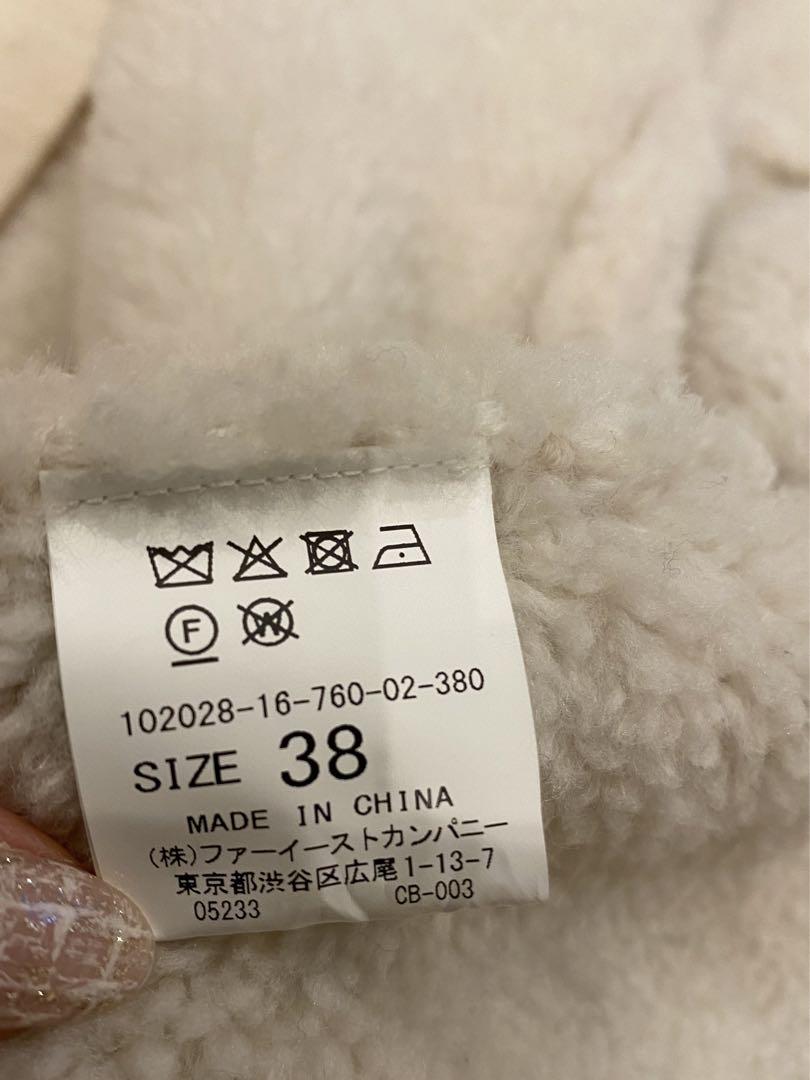 F W
102028-16-760-02-380
SIZE 38
MADE IN CHINA
(株)ファーイーストカンパニー
東京都渋谷区広尾1-13-7
05233 CB-003